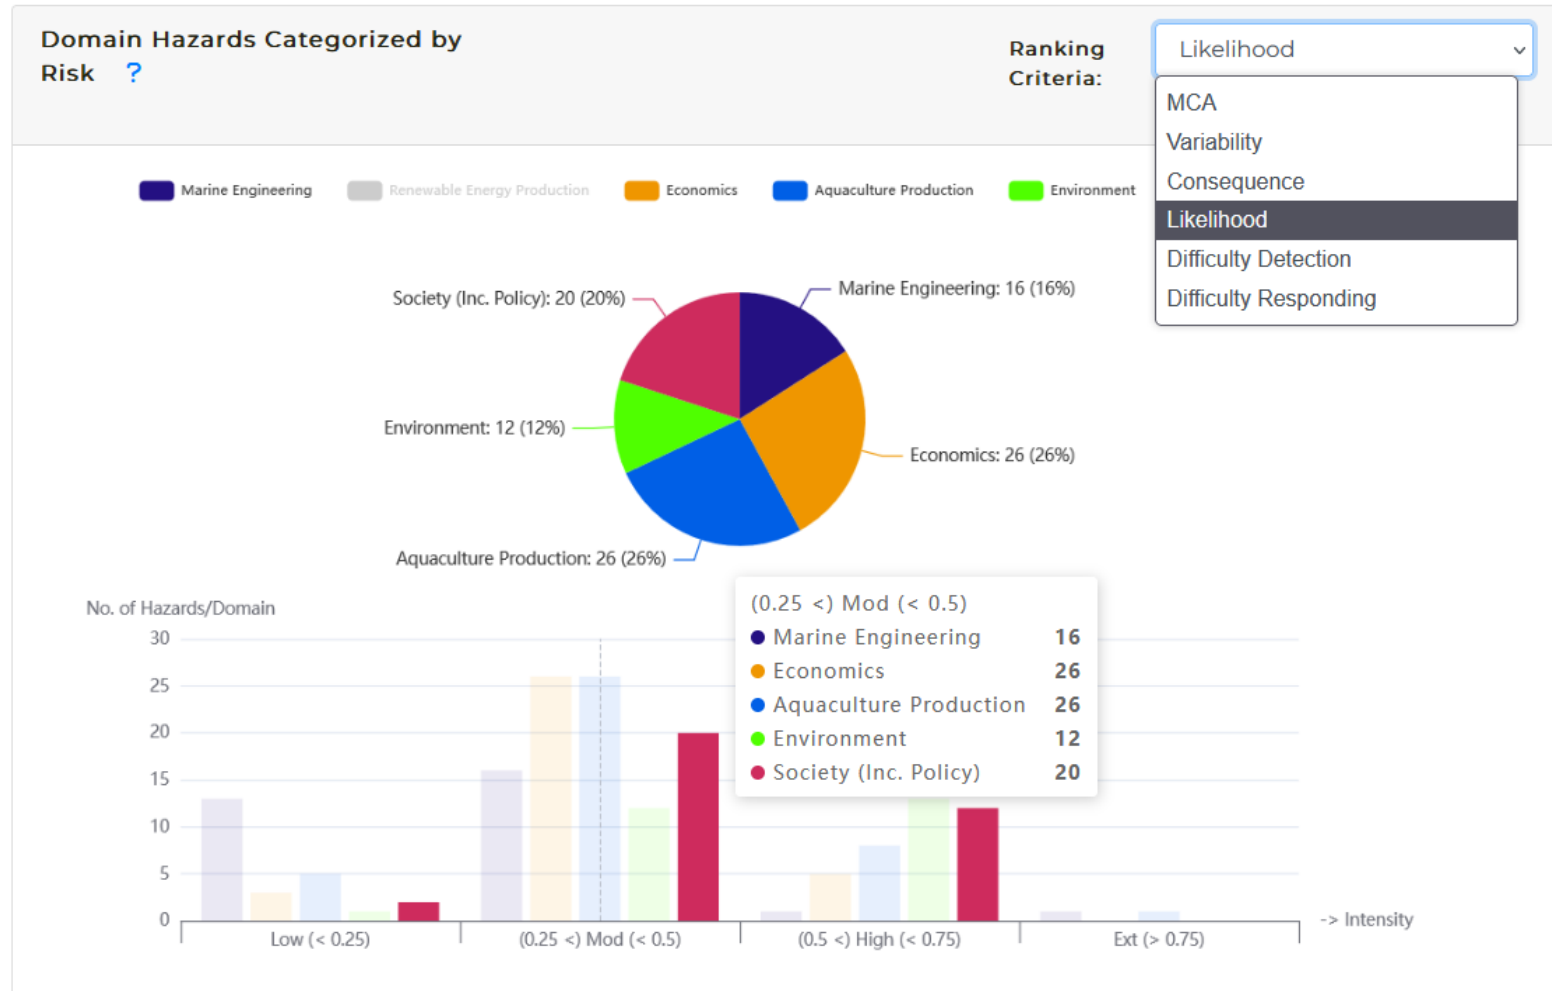 Domain Hazards Categorized by
Risk ?
Ranking
Criteria:
Likelihood
MCA
Variability
Consequence
Likelihood
Difficulty Detection
Difficulty Responding
Marine Engineering
Renewable Energy Production
Economics
Aquaculture Production
Environment
Society (Inc. Policy): 20 (20%)
Marine Engineering: 16 (16%)
Environment: 12 (12%)
Economics: 26 (26%)
Aquaculture Production: 26 (26%)
No. of Hazards/Domain
30
25
20
15
10
5
0
(0.25 <) Mod (< 0.5)
Marine Engineering 16
Economics 26
Aquaculture Production 26
Environment 12
Society (Inc. Policy) 20
Low (< 0.25)
(0.25 <) Mod (< 0.5)
(0.5 <) High (< 0.75)
Ext (> 0.75)
-> Intensity